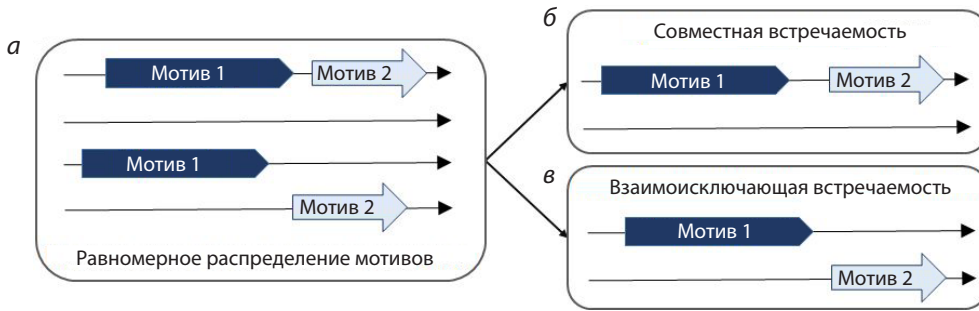 а
Мотив 1
Мотив 2
Мотив 1
Мотив 2
Равномерное распределение мотивов
б
Совместная встречаемость
Мотив 1
Мотив 2
в
Взаимоисключающая встречаемость
Мотив 1
Мотив 2